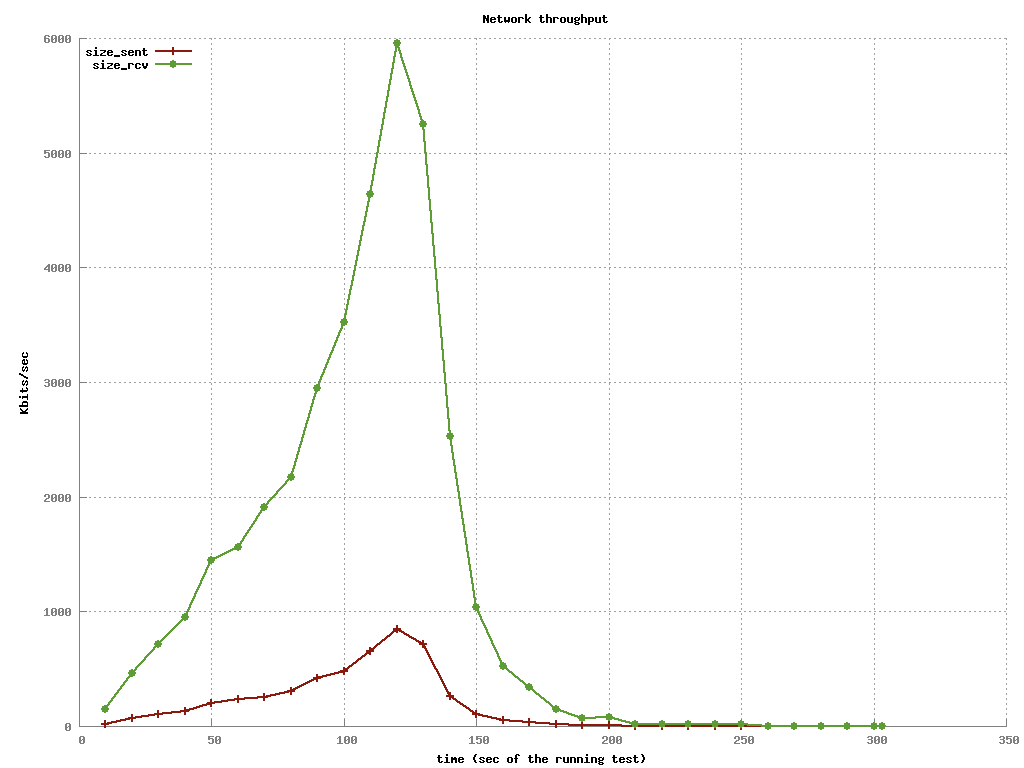 Network throughput
size_sent
size_rcv
6000
5000
4000
3000
2000
1000
0
Kbits/sec
0 50 100 150 200 250 300 350
time (sec of the running test)